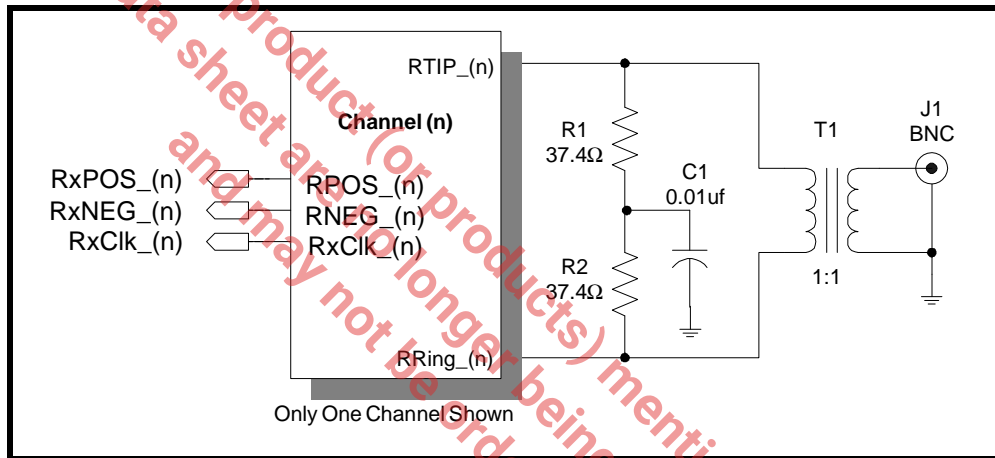 RTIP_(n)
Channel (n)
RxPOS_(n)
RPOS_(n)
RxNEG_(n)
RNEG_(n)
RxClk_(n)
RxClk_(n)
RRing_(n)
Only One Channel Shown
R1
37.4Ω
C1
0.01uf
R2
37.4Ω
T1
1:1
J1
BNC
product (or products) menti
ta sheet are no longer bein
and may not be ord